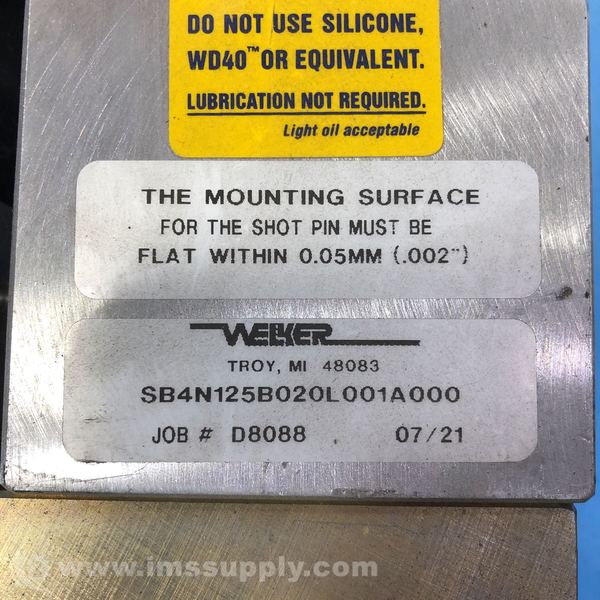 DO NOT USE SILICONE,
WD40™ OR EQUIVALENT.
LUBRICATION NOT REQUIRED.
Light oil acceptable
THE MOUNTING SURFACE
FOR THE SHOT PIN MUST BE
FLAT WITHIN 0.05MM (.002")
WELKER
TROY, MI 48083
SB4N125B020L001A000
JOB # D8088 07/21
www.imssupply.com